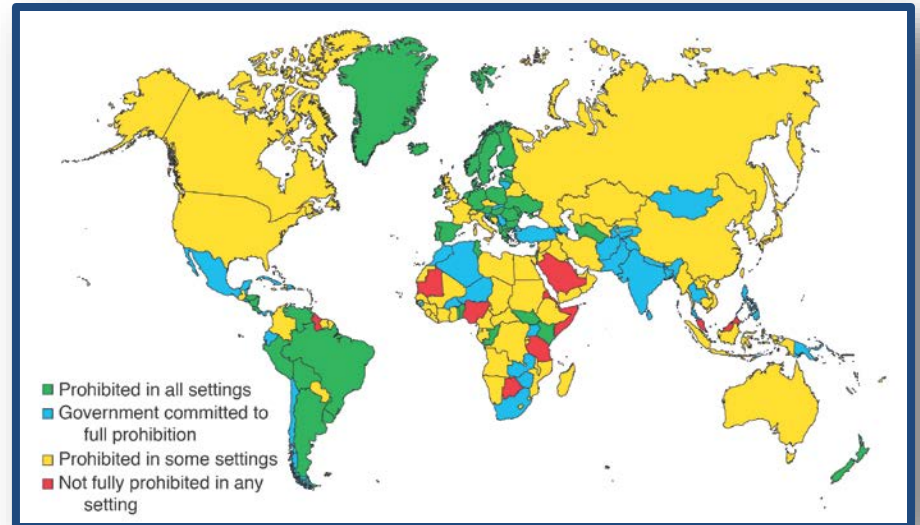 Prohibited in all settings
Government committed to
full prohibition
Prohibited in some settings
Not fully prohibited in any
setting